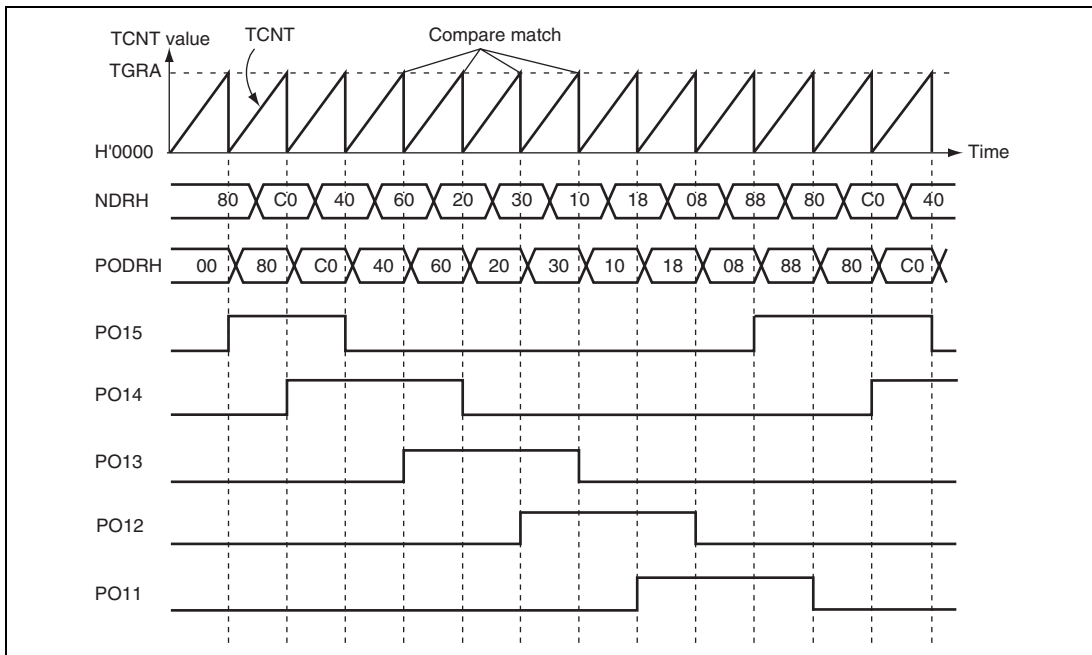 TCNT value TCNT Compare match
TGRA
H'0000 Time
NDRH 80 C0 40 60 20 30 10 18 08 88 80 C0 40
PODRH 00 80 C0 40 60 20 30 10 18 08 88 80 C0
PO15
PO14
PO13
PO12
PO11